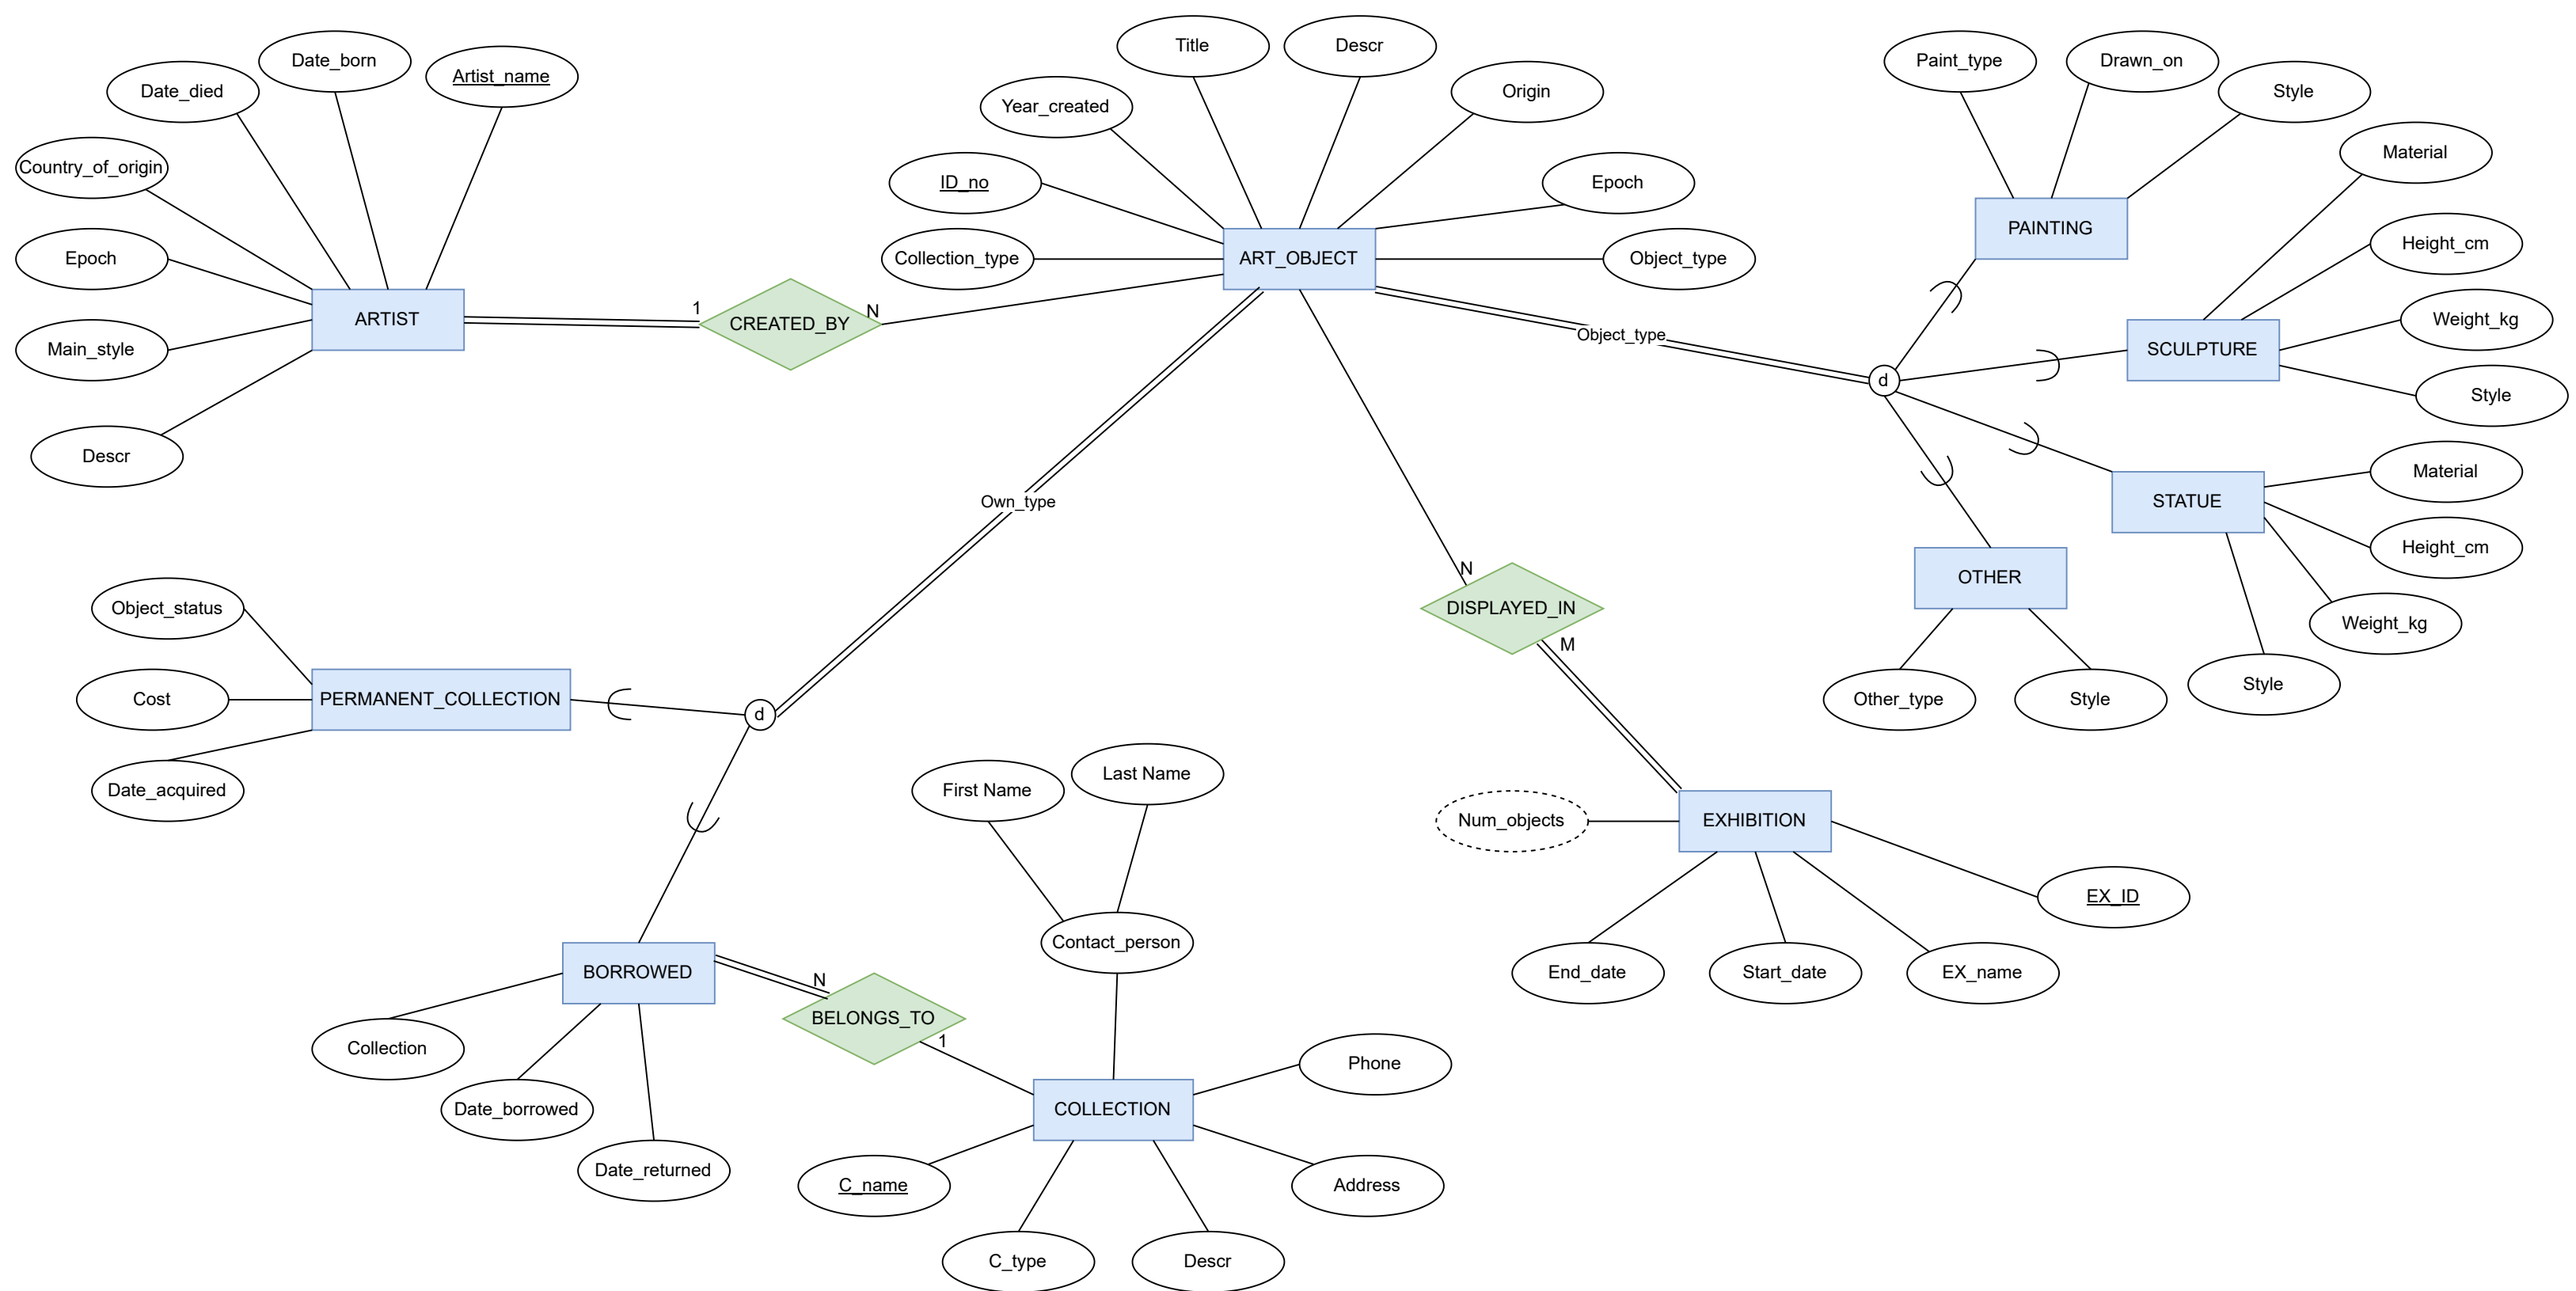 Title
Descr
Date_born
Artist_name
Date_died
Paint_type
Drawn_on
Style
Year_created
Origin
Country_of_origin
Material
ID_no
Epoch
PAINTING
Epoch
Collection_type
ART_OBJECT
Object_type
Height_cm
ARTIST
1
CREATED_BY
N
Object_type
Weight_kg
Main_style
SCULPTURE
d
Style
Descr
Own_type
Material
STATUE
Height_cm
N
OTHER
Object_status
DISPLAYED_IN
M
Weight_kg
Cost
PERMANENT_COLLECTION
d
Other_type
Style
Style
Date_acquired
First Name
Last Name
Num_objects
EXHIBITION
EX_ID
Contact_person
BORROWED
N
End_date
Start_date
EX_name
BELONGS_TO
1
Collection
Phone
Date_borrowed
COLLECTION
Date_returned
C_name
Address
C_type
Descr